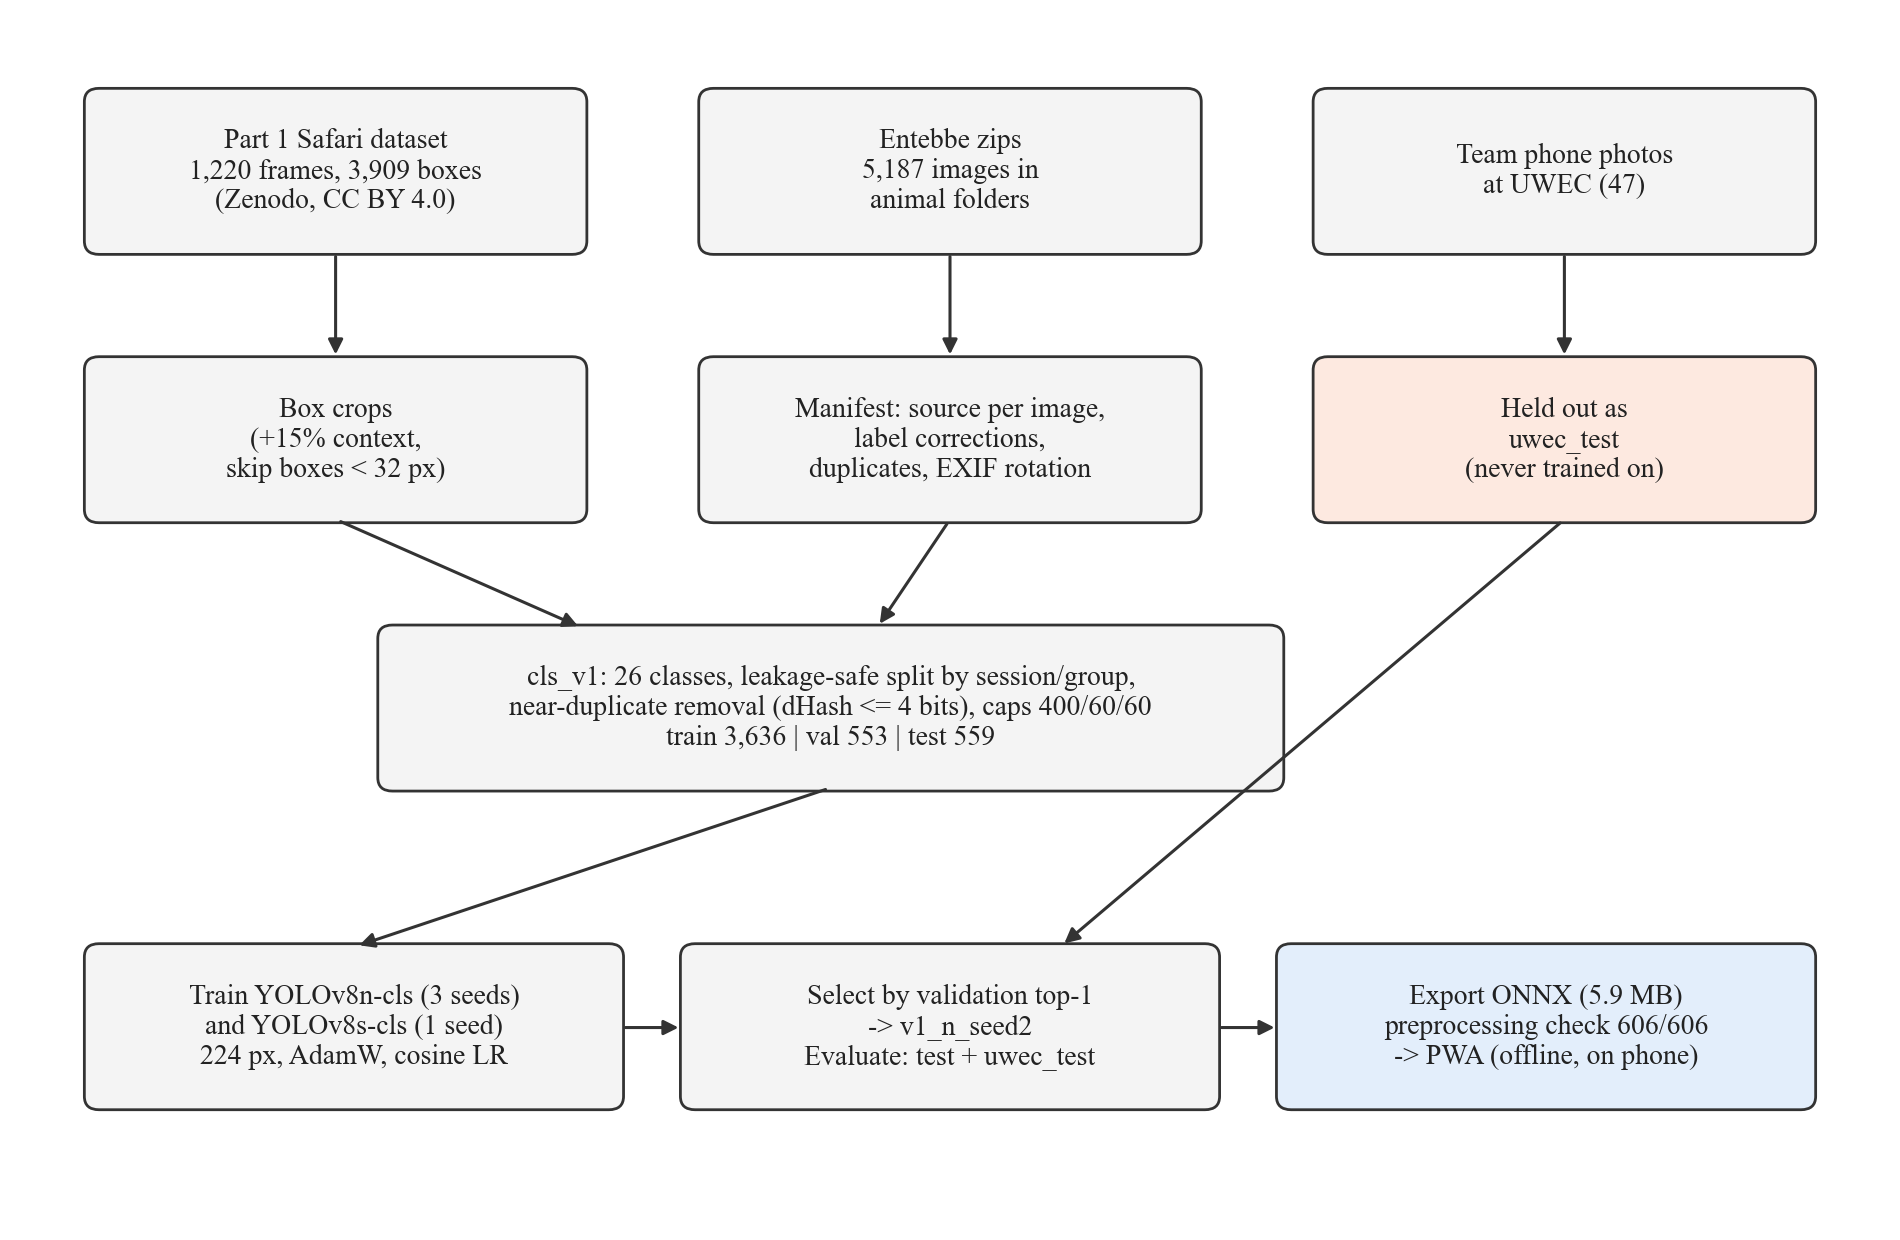 Part 1 Safari dataset
1,220 frames, 3,909 boxes
(Zenodo, CC BY 4.0)
Entebbe zips
5,187 images in
animal folders
Team phone photos
at UWEC (47)
Box crops
(+15% context,
skip boxes < 32 px)
Manifest: source per image,
label corrections,
duplicates, EXIF rotation
Held out as
uwec_test
(never trained on)
cls_v1: 26 classes, leakage-safe split by session/group,
near-duplicate removal (dHash <= 4 bits), caps 400/60/60
train 3,636 | val 553 | test 559
Train YOLOv8n-cls (3 seeds)
and YOLOv8s-cls (1 seed)
224 px, AdamW, cosine LR
Select by validation top-1
-> v1_n_seed2
Evaluate: test + uwec_test
Export ONNX (5.9 MB)
preprocessing check 606/606
-> PWA (offline, on phone)